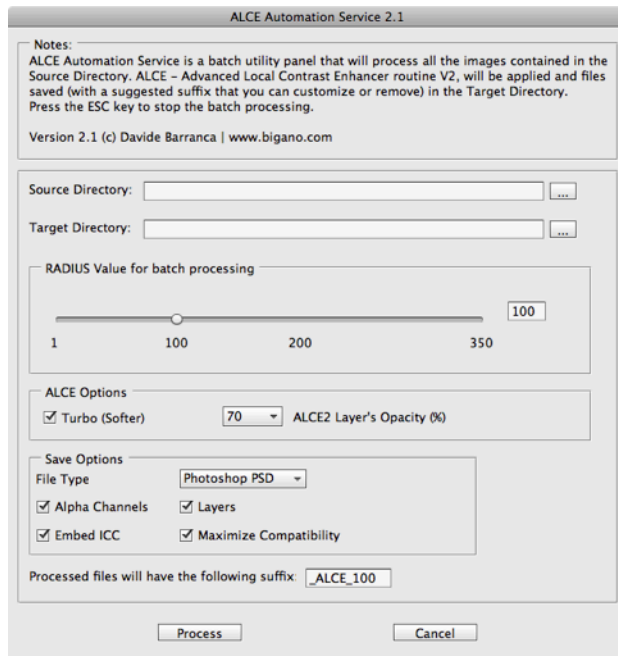 ALCE Automation Service 2.1
Notes:
ALCE Automation Service is a batch utility panel that will process all the images contained in the
Source Directory. ALCE - Advanced Local Contrast Enhancer routine V2, will be applied and files
saved (with a suggested suffix that you can customize or remove) in the Target Directory.
Press the ESC key to stop the batch processing.
Version 2.1 (c) Davide Barranca | www.bigano.com
Source Directory: ...
Target Directory: ...
RADIUS Value for batch processing
100
1 100 200 350
ALCE Options
Turbo (Softer) 70 ALCE2 Layer's Opacity (%)
Save Options
File Type Photoshop PSD
Alpha Channels Layers
Embed ICC Maximize Compatibility
Processed files will have the following suffix: _ALCE_100
Process Cancel